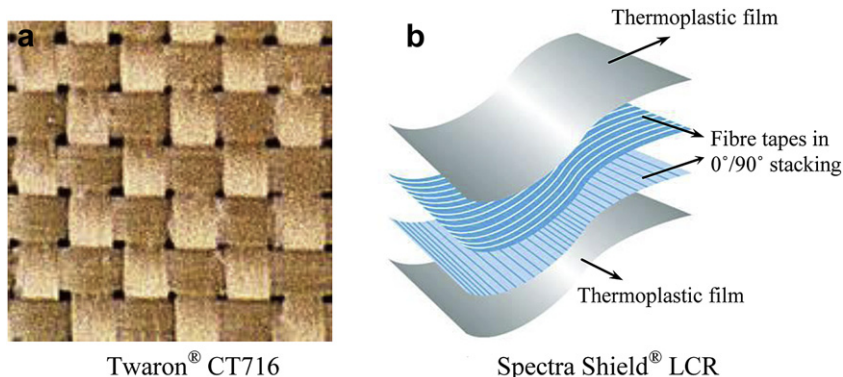 a
b
Thermoplastic film
Fibre tapes in
0˚/90˚ stacking
Thermoplastic film
Twaron® CT716
Spectra Shield® LCR